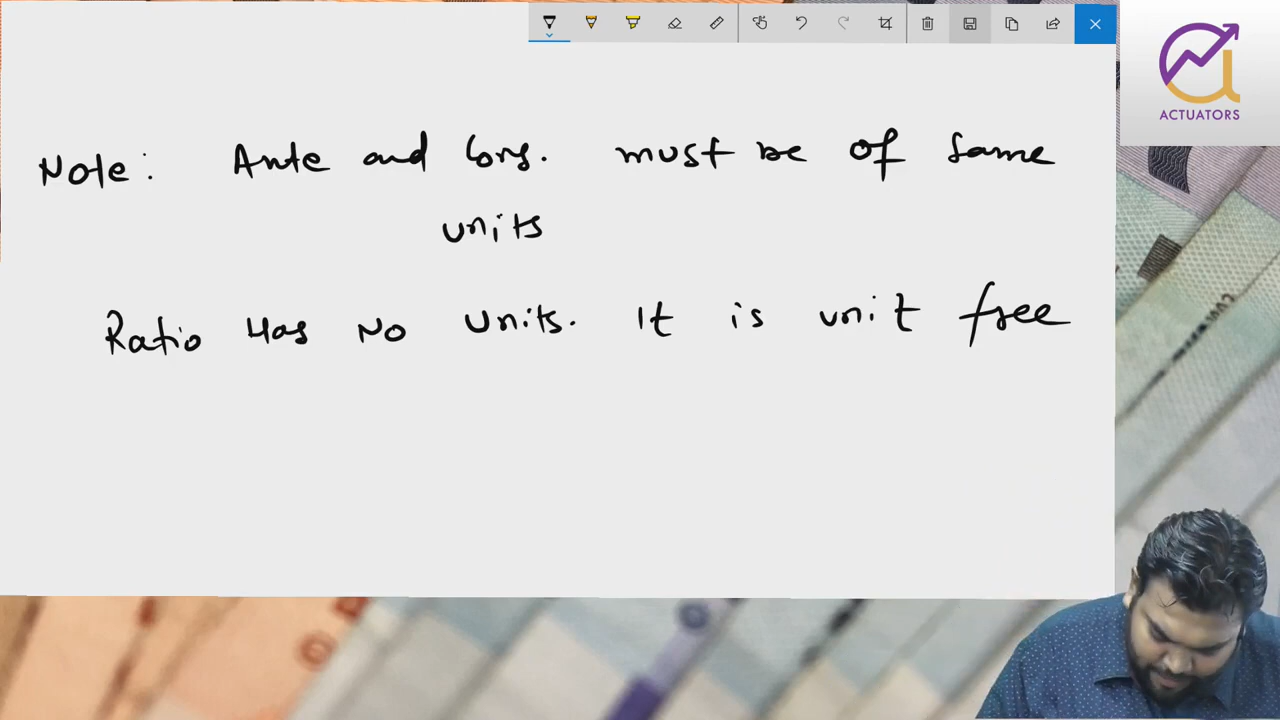 ACTUATORS
Note: Ante and Cons. must be of same
units
Ratio Has No Units. It is unit free